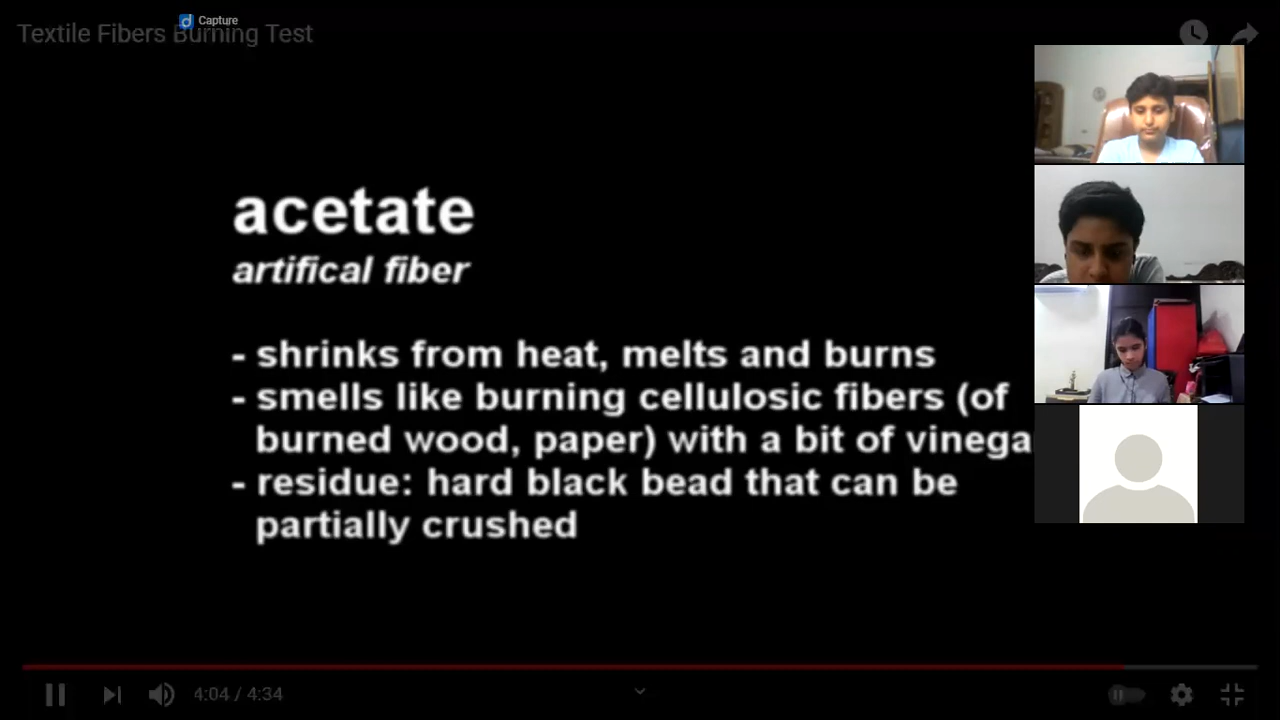 Capture
Textile Fibers Burning Test
acetate
artifical fiber
- shrinks from heat, melts and burns
- smells like burning cellulosic fibers (of
burned wood, paper) with a bit of vinega
- residue: hard black bead that can be
partially crushed
4:04 / 4:34